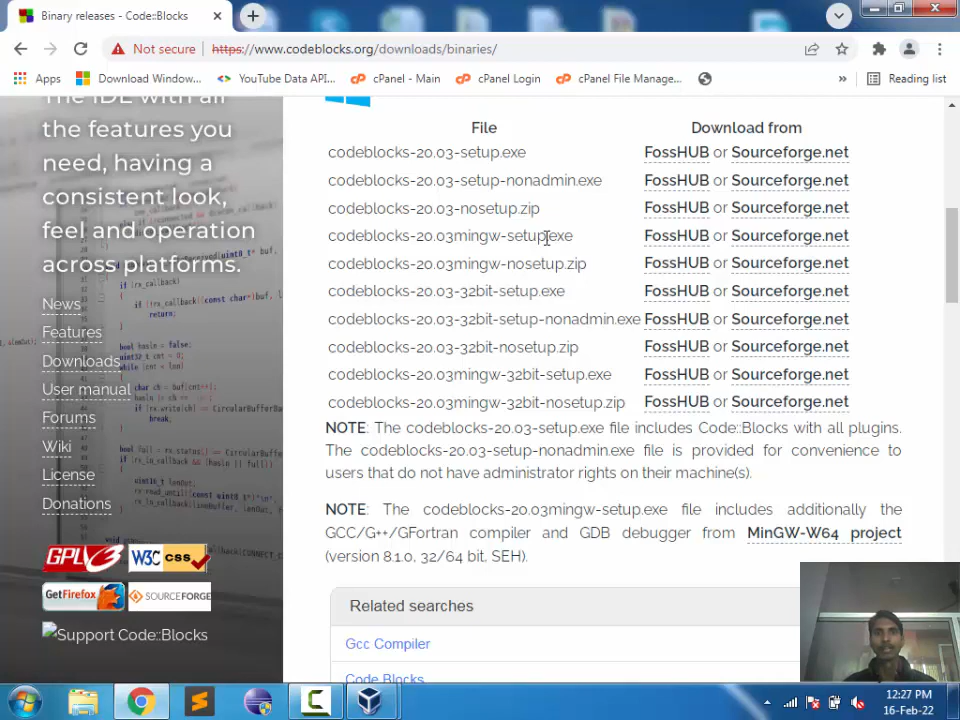 Binary releases - Code::Blocks
Not secure
https://www.codeblocks.org/downloads/binaries/
Apps
Download Window...
YouTube Data API...
cPanel - Main
cPanel Login
cPanel File Manage...
Reading list
The IDE with all
the features you
need, having a
consistent look,
feel and operation
across platforms.
News
Features
Downloads
User manual
Forums
Wiki
License
Donations
GPLV3
W3C css
GetFirefox
SOURCEFORGE
Support Code::Blocks
File Download from
codeblocks-20.03-setup.exe FossHUB or Sourceforge.net
codeblocks-20.03-setup-nonadmin.exe FossHUB or Sourceforge.net
codeblocks-20.03-nosetup.zip FossHUB or Sourceforge.net
codeblocks-20.03mingw-setup.exe FossHUB or Sourceforge.net
codeblocks-20.03mingw-nosetup.zip FossHUB or Sourceforge.net
codeblocks-20.03-32bit-setup.exe FossHUB or Sourceforge.net
codeblocks-20.03-32bit-setup-nonadmin.exe FossHUB or Sourceforge.net
codeblocks-20.03-32bit-nosetup.zip FossHUB or Sourceforge.net
codeblocks-20.03mingw-32bit-setup.exe FossHUB or Sourceforge.net
codeblocks-20.03mingw-32bit-nosetup.zip FossHUB or Sourceforge.net
NOTE: The codeblocks-20.03-setup.exe file includes Code::Blocks with all plugins.
The codeblocks-20.03-setup-nonadmin.exe file is provided for convenience to
users that do not have administrator rights on their machine(s).
NOTE: The codeblocks-20.03mingw-setup.exe file includes additionally the
GCC/G++/GFortran compiler and GDB debugger from MinGW-W64 project
(version 8.1.0, 32/64 bit, SEH).
Related searches
Gcc Compiler
Code Blocks
12:27 PM
16-Feb-22